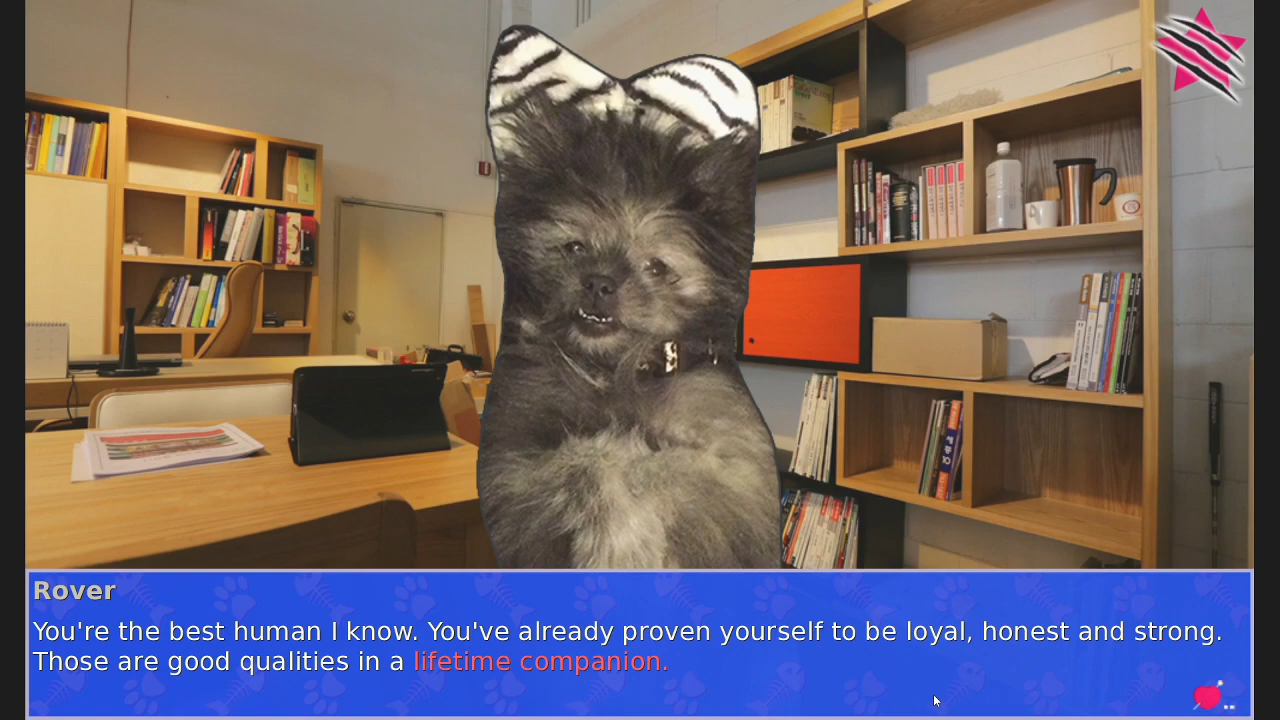 Rover
You're the best human I know. You've already proven yourself to be loyal, honest and strong.
Those are good qualities in a lifetime companion.